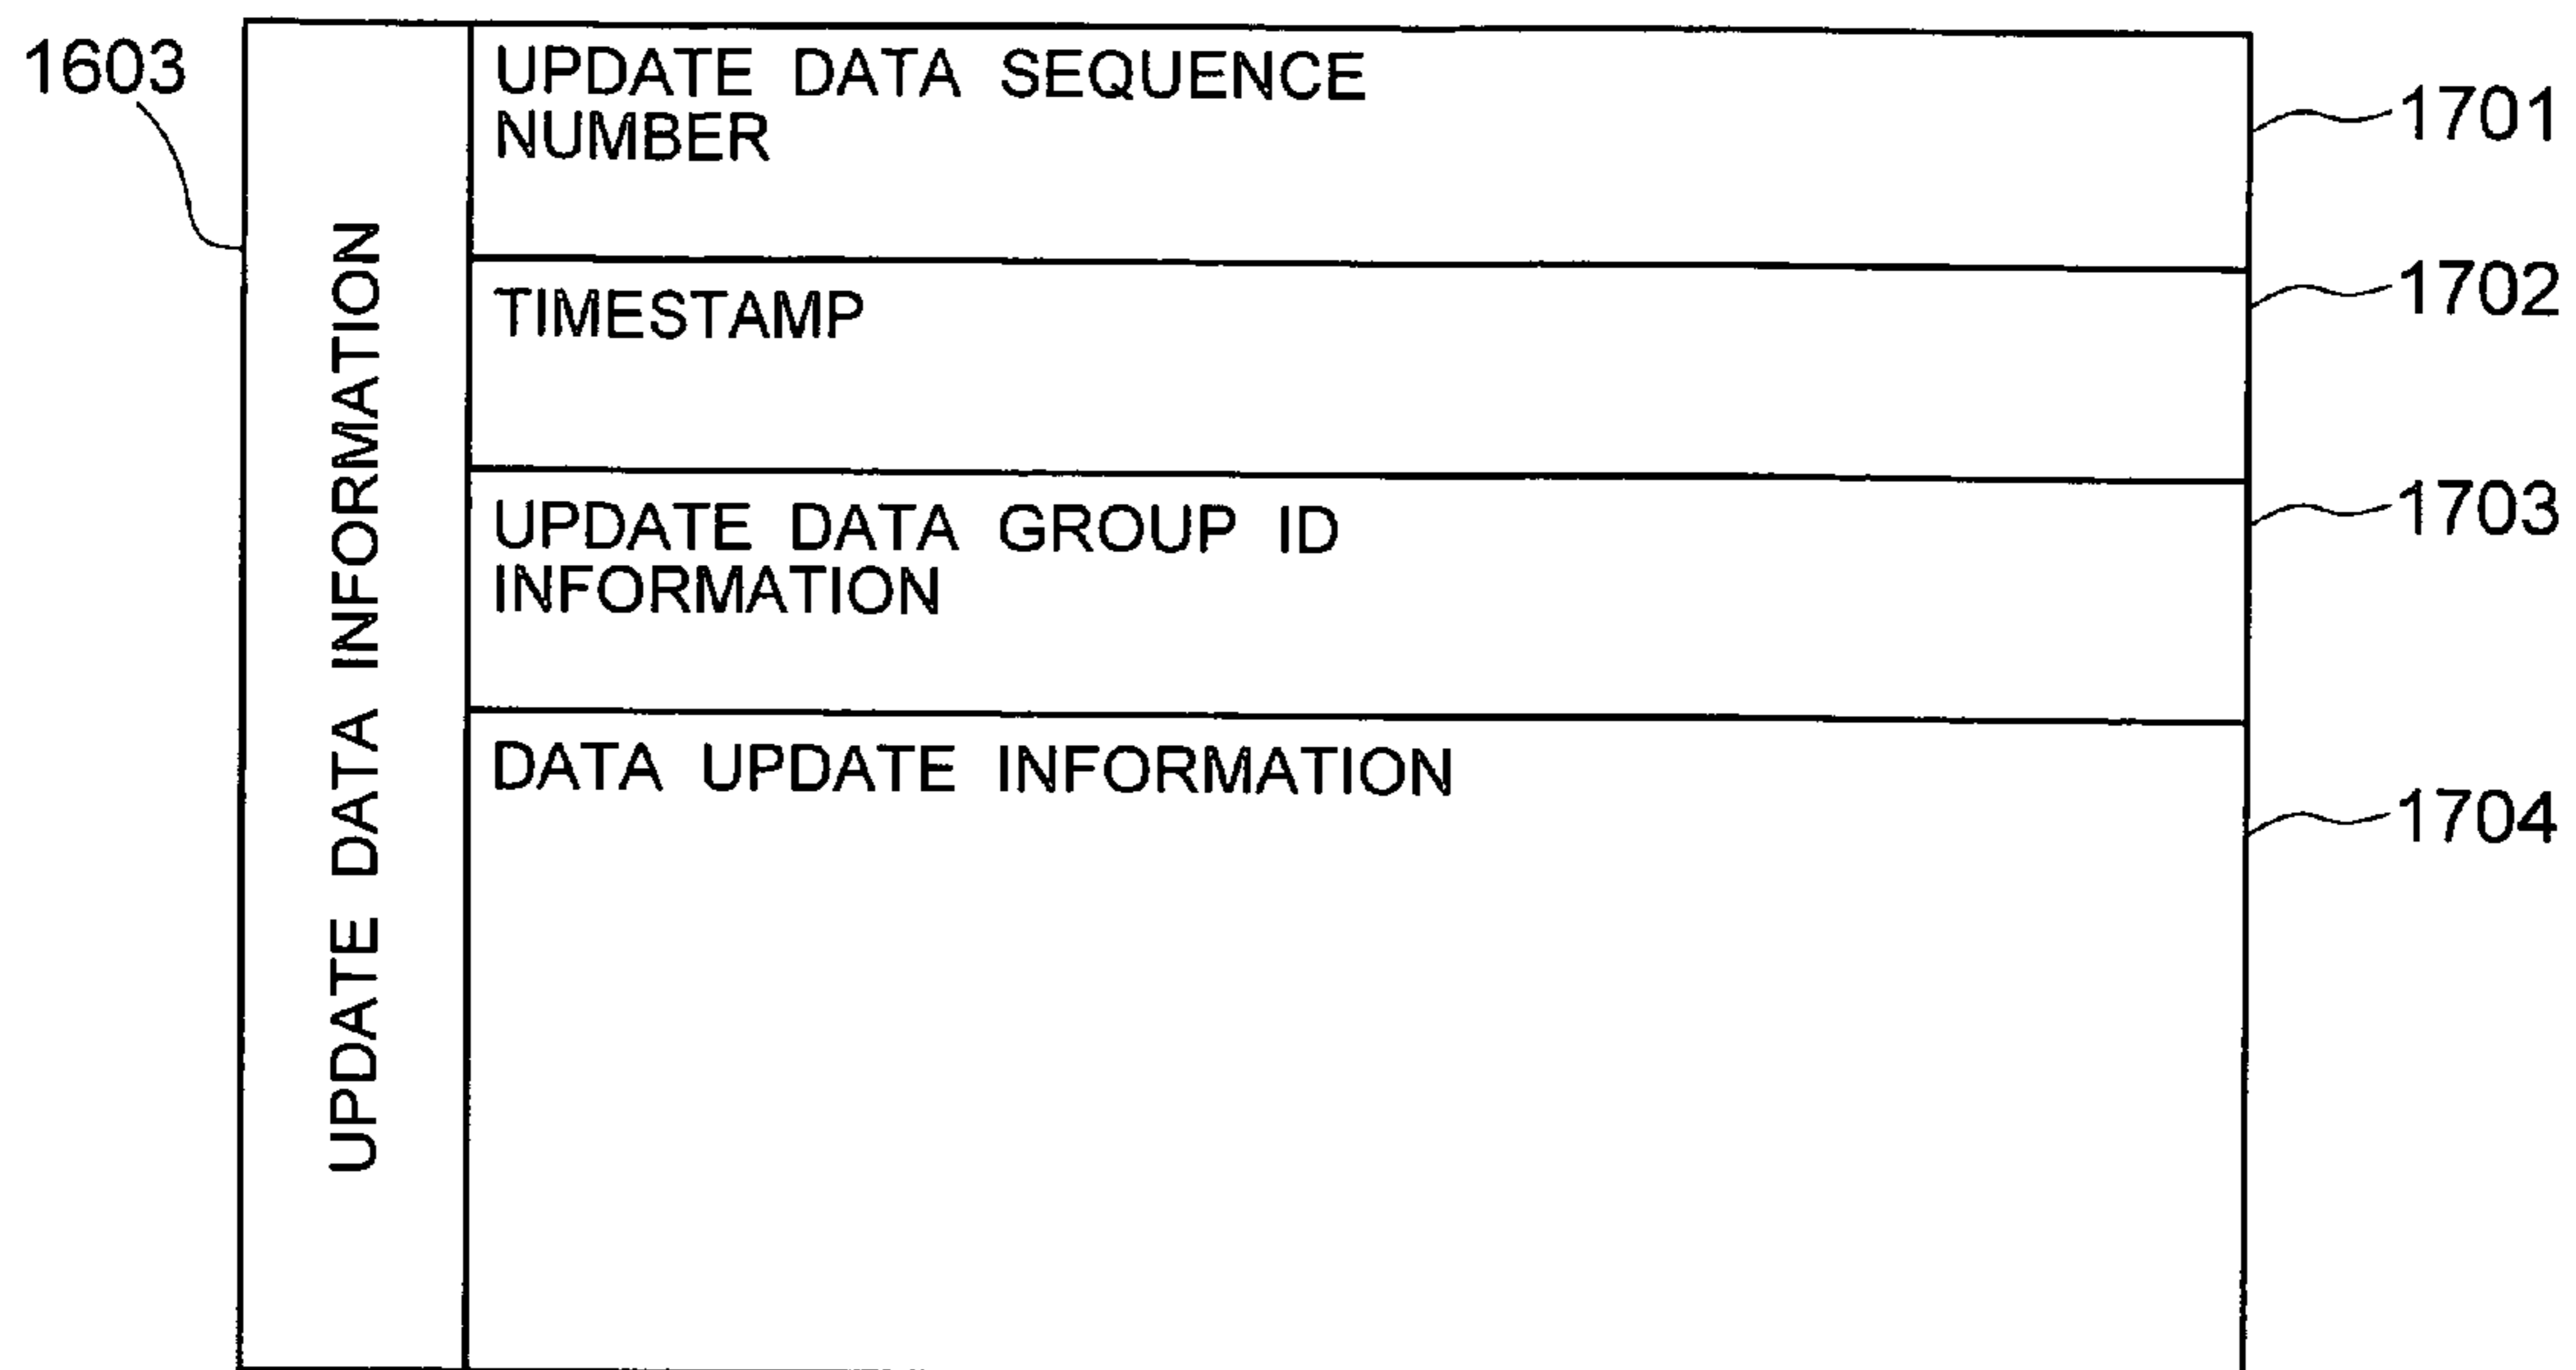 1603
UPDATE DATA INFORMATION
UPDATE DATA SEQUENCE
NUMBER
1701
TIMESTAMP
1702
UPDATE DATA GROUP ID
INFORMATION
1703
DATA UPDATE INFORMATION
1704